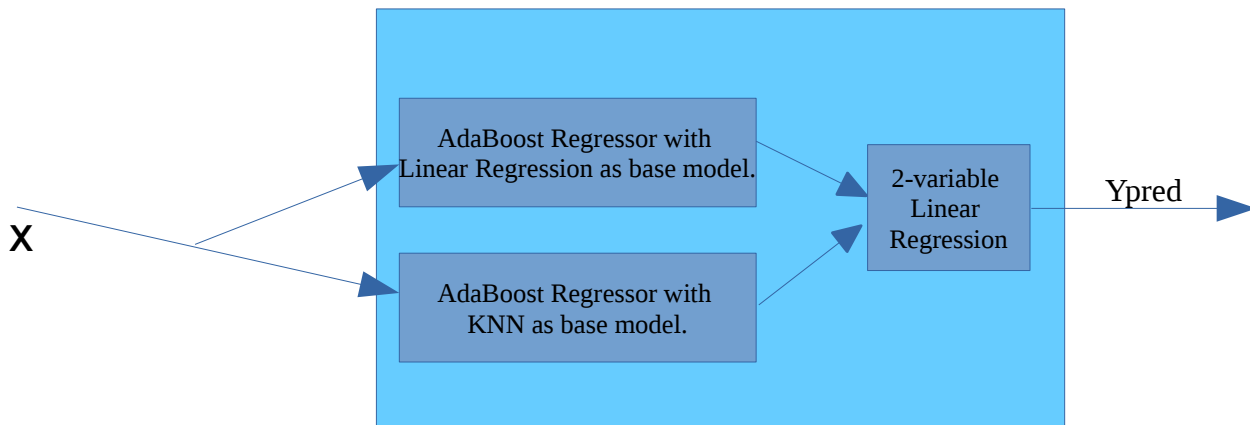 X
AdaBoost Regressor with
Linear Regression as base model.
AdaBoost Regressor with
KNN as base model.
2-variable
Linear
Regression
Ypred